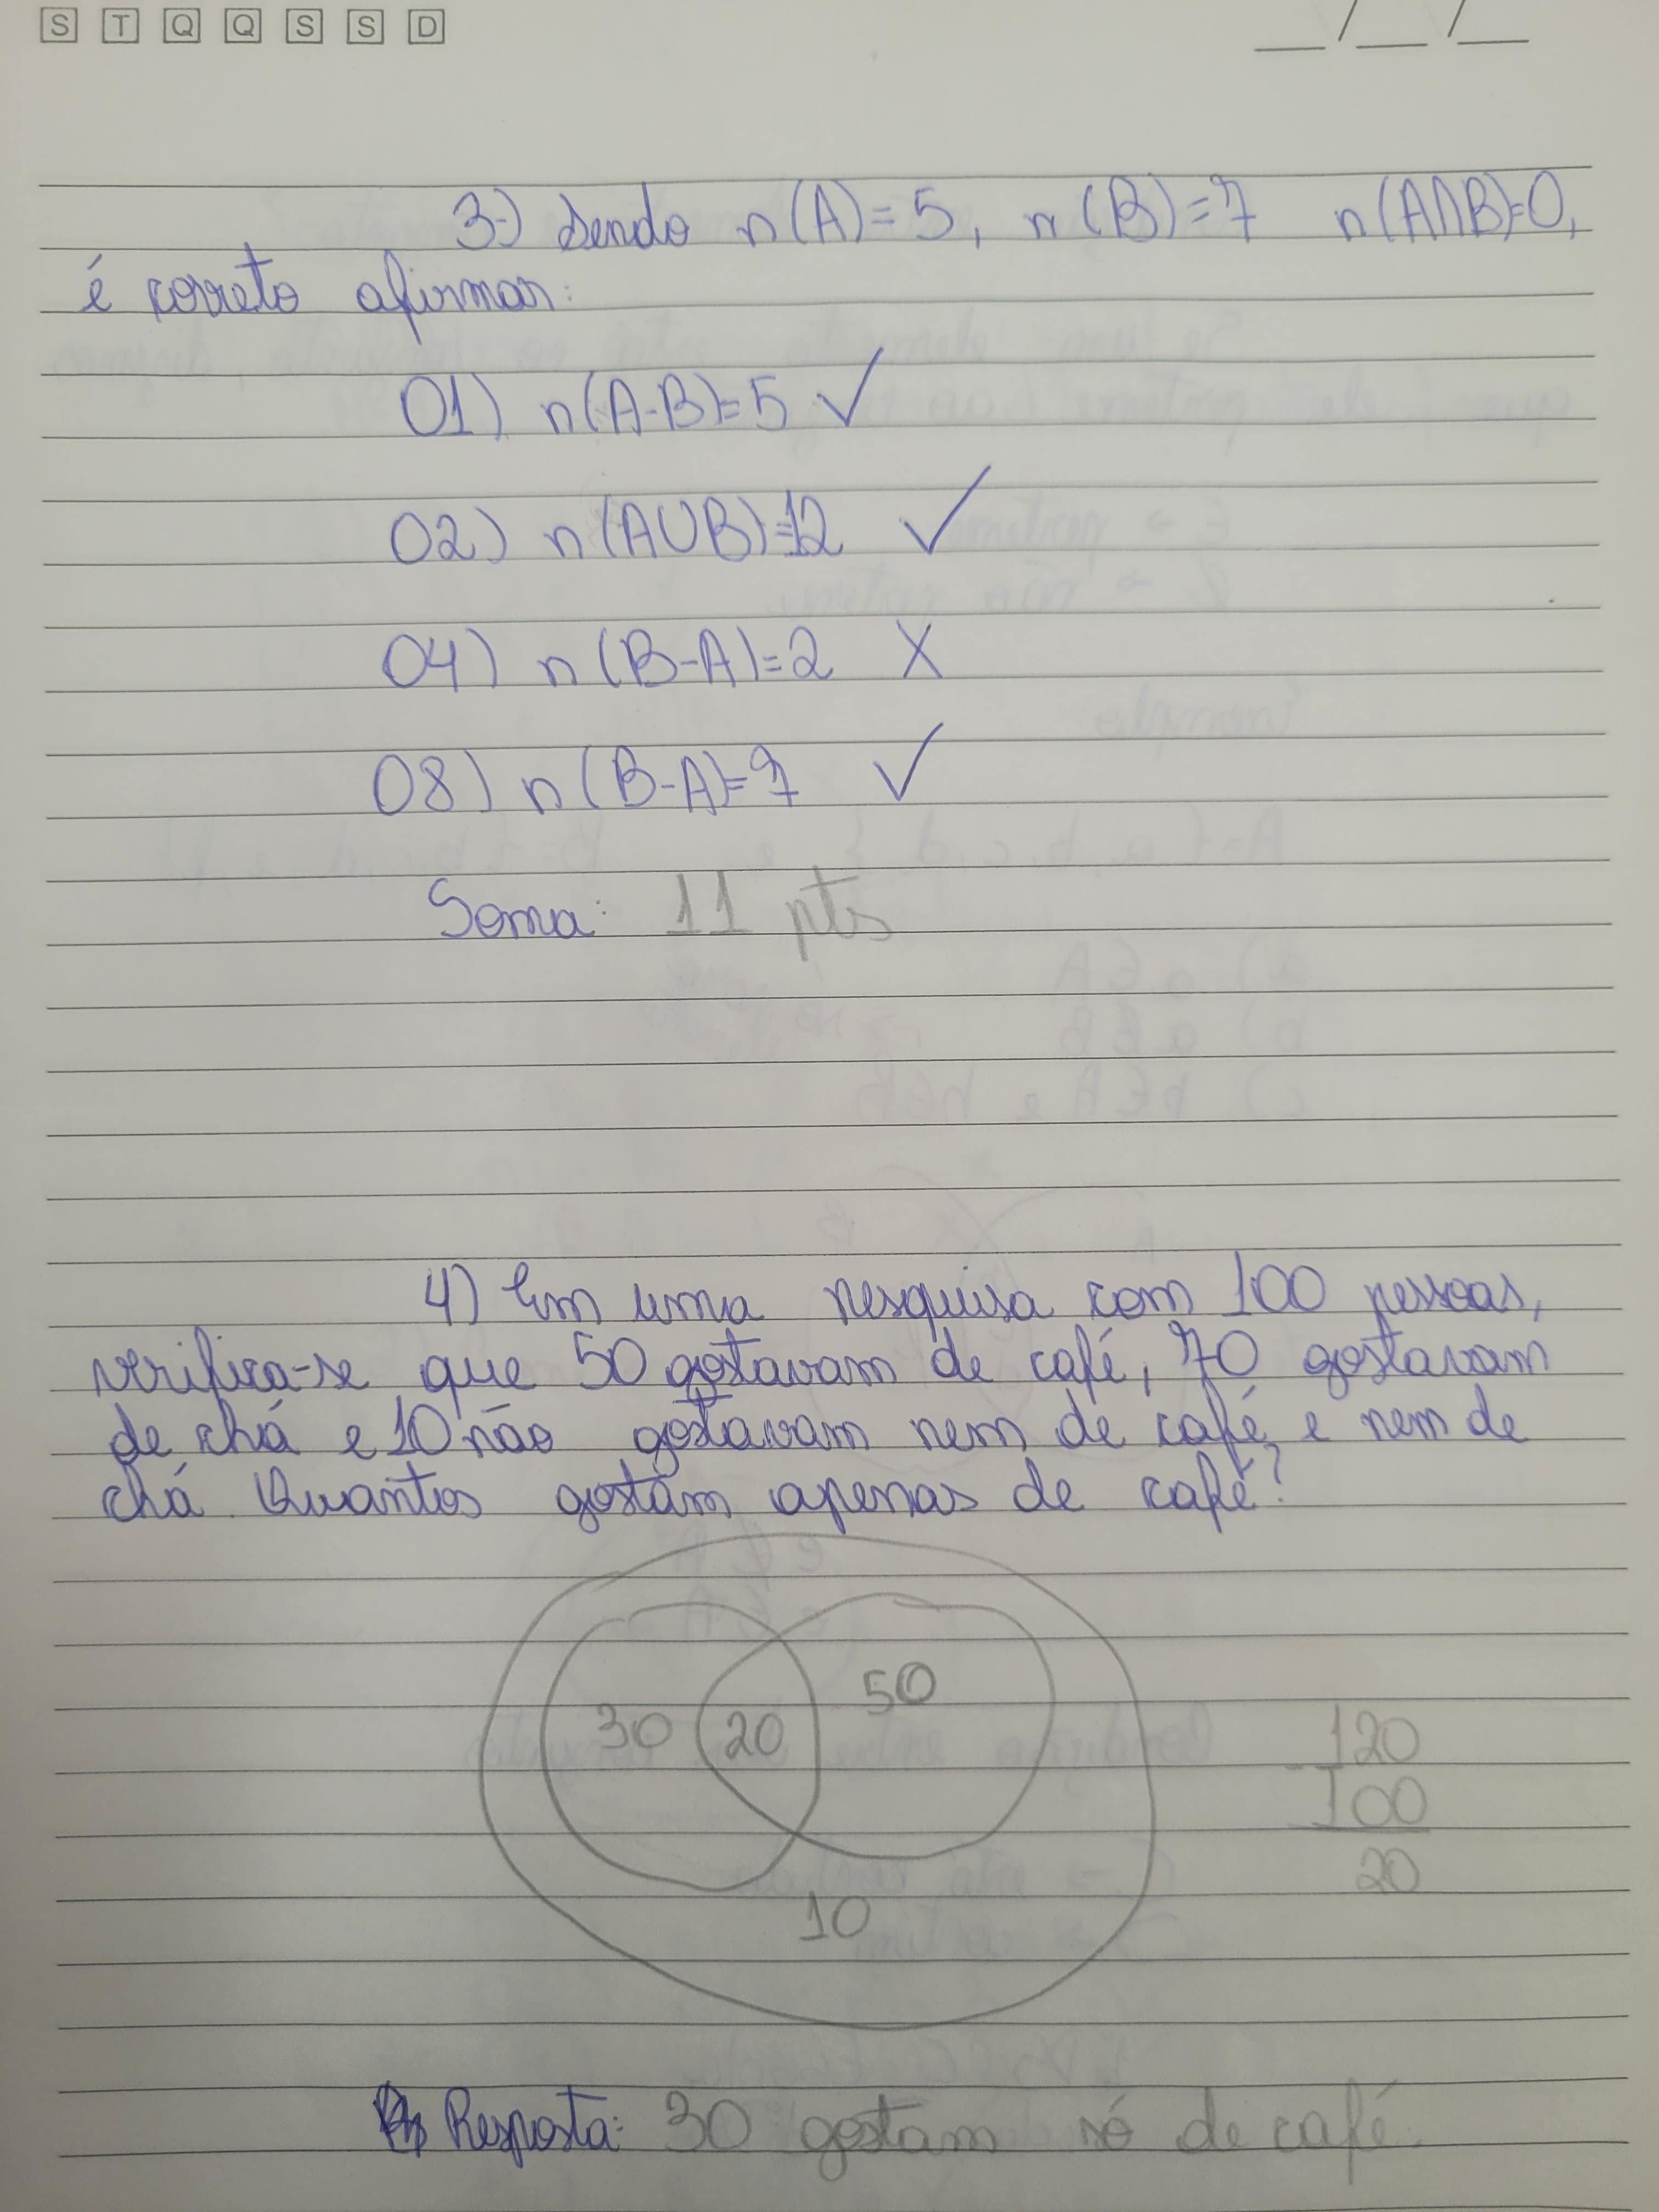 S T Q Q S S D __/__/__
3-) Sendo n(A)=5, n(B)=7 n(A∩B)=0,
é correto afirmar:
01) n(A-B)=5 ✓
02) n(A∪B)=12 ✓
04) n(B-A)=2 X
08) n(B-A)=7 ✓
Soma: 11 pts
4) Em uma pesquisa com 100 pessoas,
verifica-se que 50 gostavam de café, 70 gostavam
de chá e 10 não gostavam nem de café e nem de
chá. Quantos gostam apenas de café?
30 20 50
10
120
- 100
20
Resposta: 30 gostam só de café.